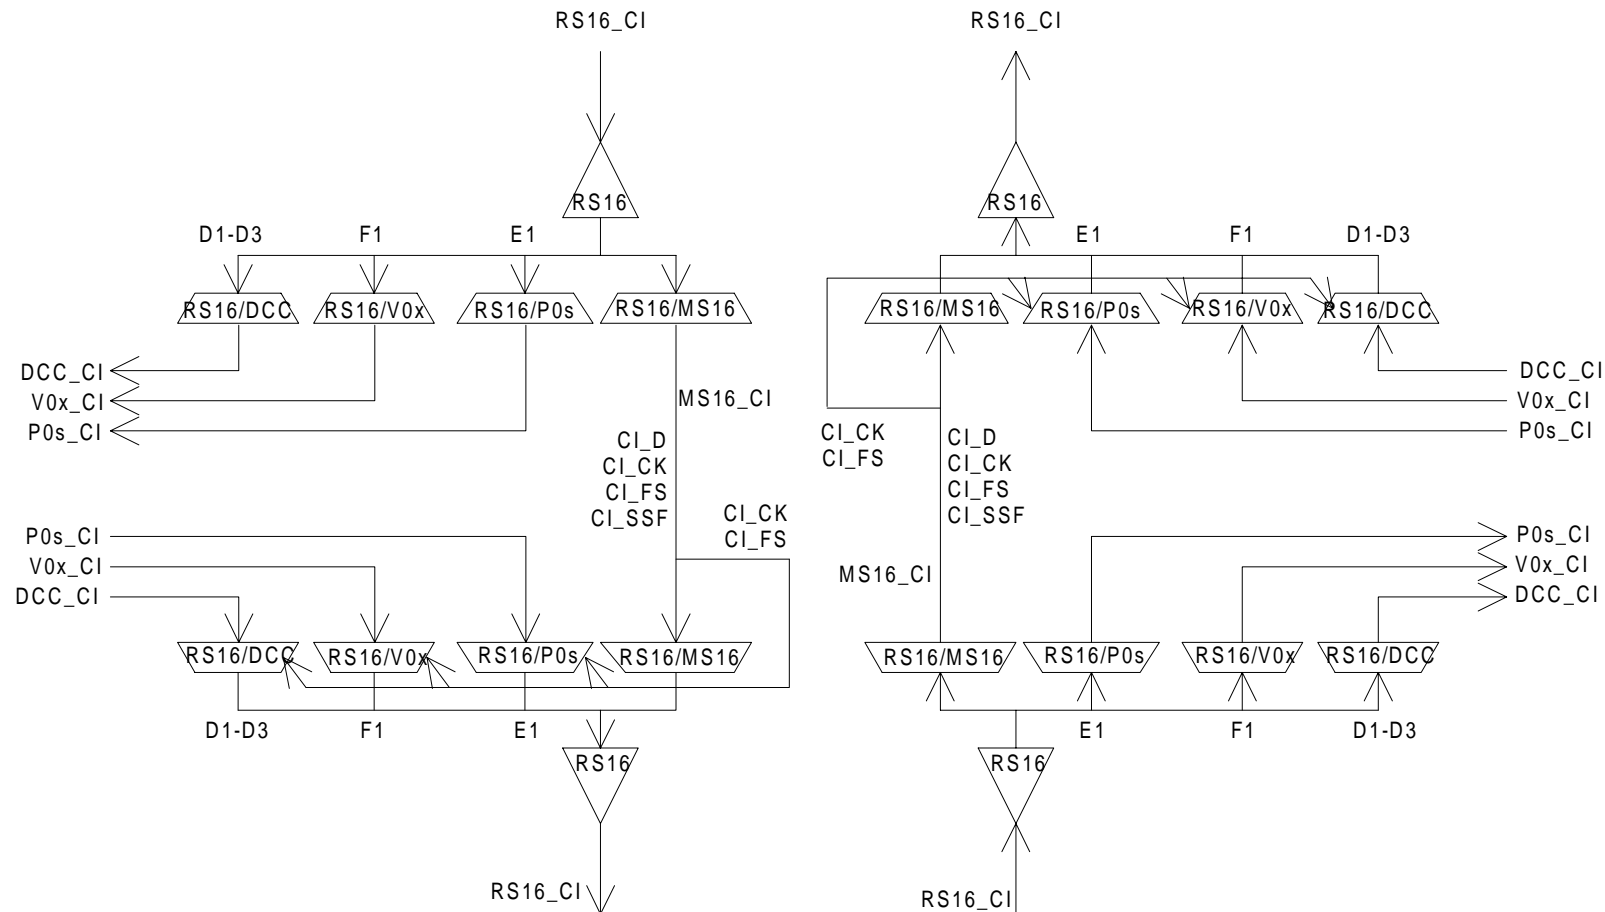 RS16_CI RS16_CI
RS16 RS16
D1-D3 F1 E1 E1 F1 D1-D3
RS16/DCC RS16/V0x RS16/P0s RS16/MS16 RS16/MS16 RS16/P0s RS16/V0x RS16/DCC
DCC_CI DCC_CI
V0x_CI MS16_CI V0x_CI
P0s_CI CI_CK CI_D P0s_CI
CI_D CI_FS CI_CK
CI_CK CI_FS
CI_FS CI_SSF
CI_SSF CI_CK
CI_FS
P0s_CI P0s_CI
V0x_CI MS16_CI V0x_CI
DCC_CI DCC_CI
RS16/DCC RS16/V0x RS16/P0s RS16/MS16 RS16/MS16 RS16/P0s RS16/V0x RS16/DCC
D1-D3 F1 E1 E1 F1 D1-D3
RS16 RS16
RS16_CI RS16_CI